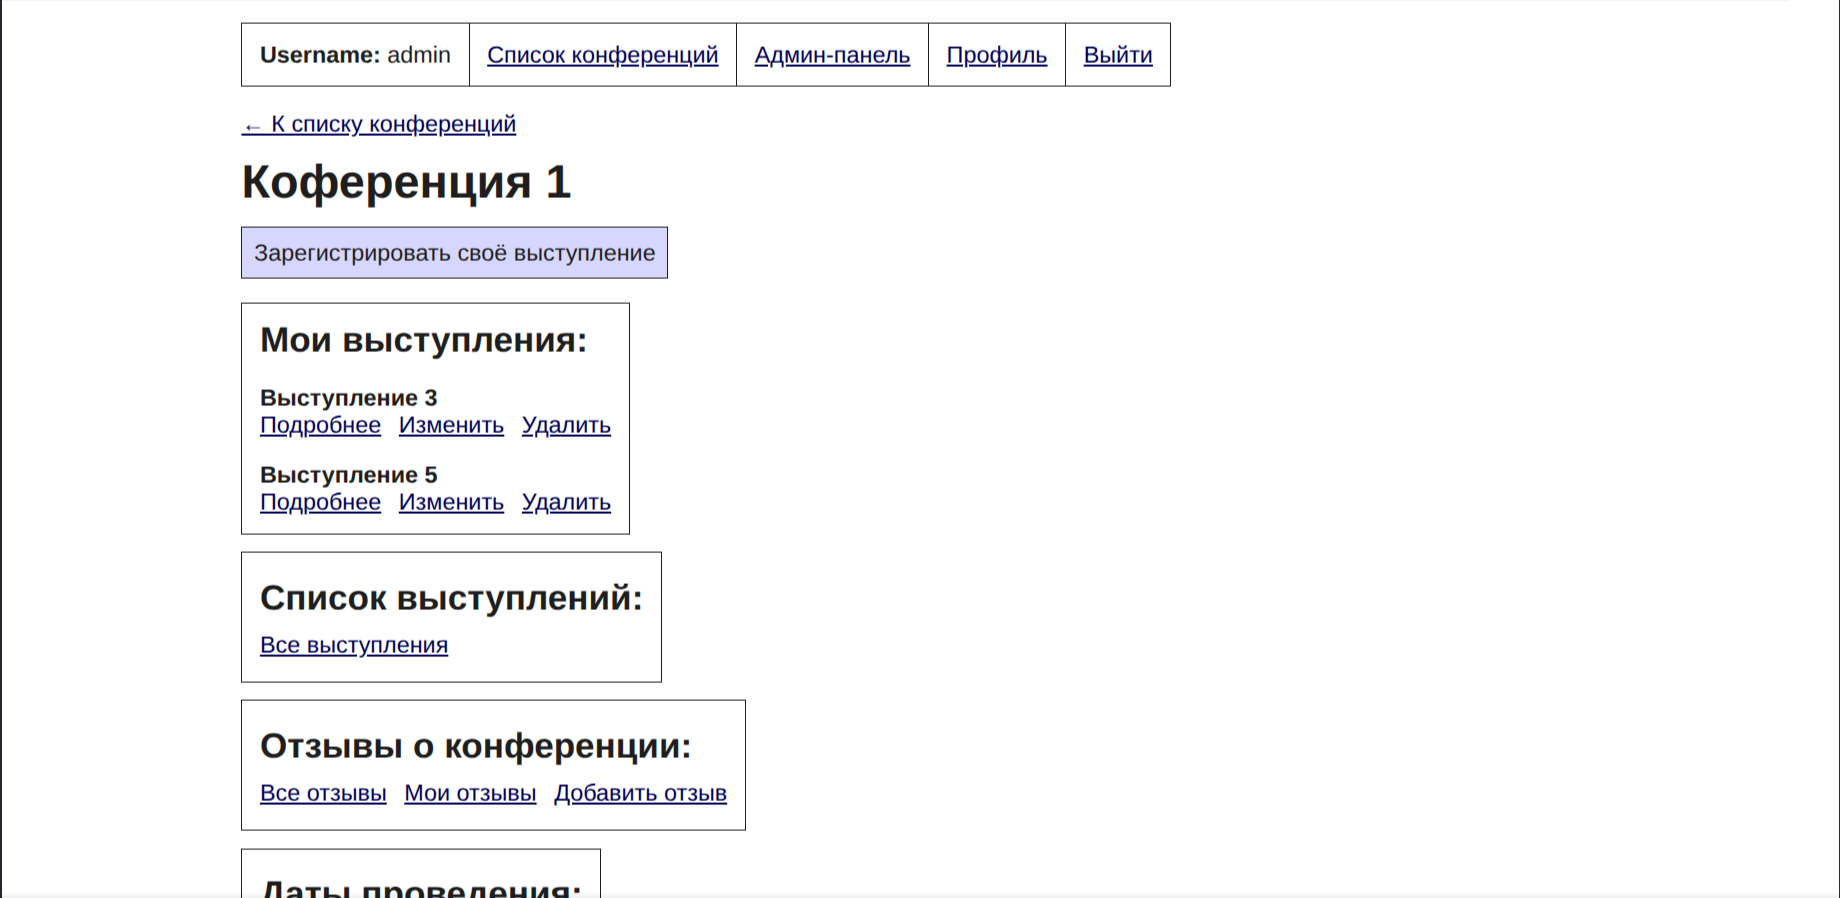 Username: admin Список конференций Админ-панель Профиль Выйти
← К списку конференций
Коференция 1
Зарегистрировать своё выступление
Мои выступления:
Выступление 3
Подробнее Изменить Удалить
Выступление 5
Подробнее Изменить Удалить
Список выступлений:
Все выступления
Отзывы о конференции:
Все отзывы Мои отзывы Добавить отзыв
Даты проведения: